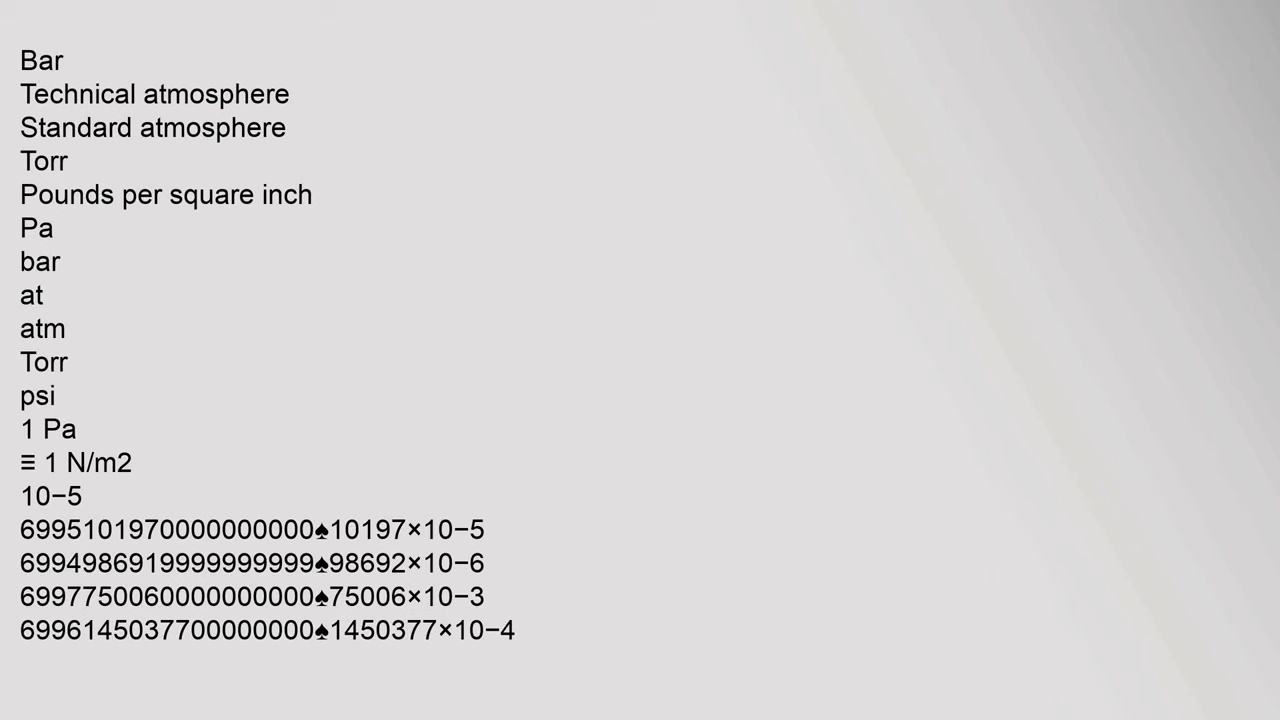 Bar
Technical atmosphere
Standard atmosphere
Torr
Pounds per square inch
Pa
bar
at
atm
Torr
psi
1 Pa
≡ 1 N/m2
10−5
6995101970000000000♠10197×10−5
6994986919999999999♠98692×10−6
6997750060000000000♠75006×10−3
6996145037700000000♠1450377×10−4